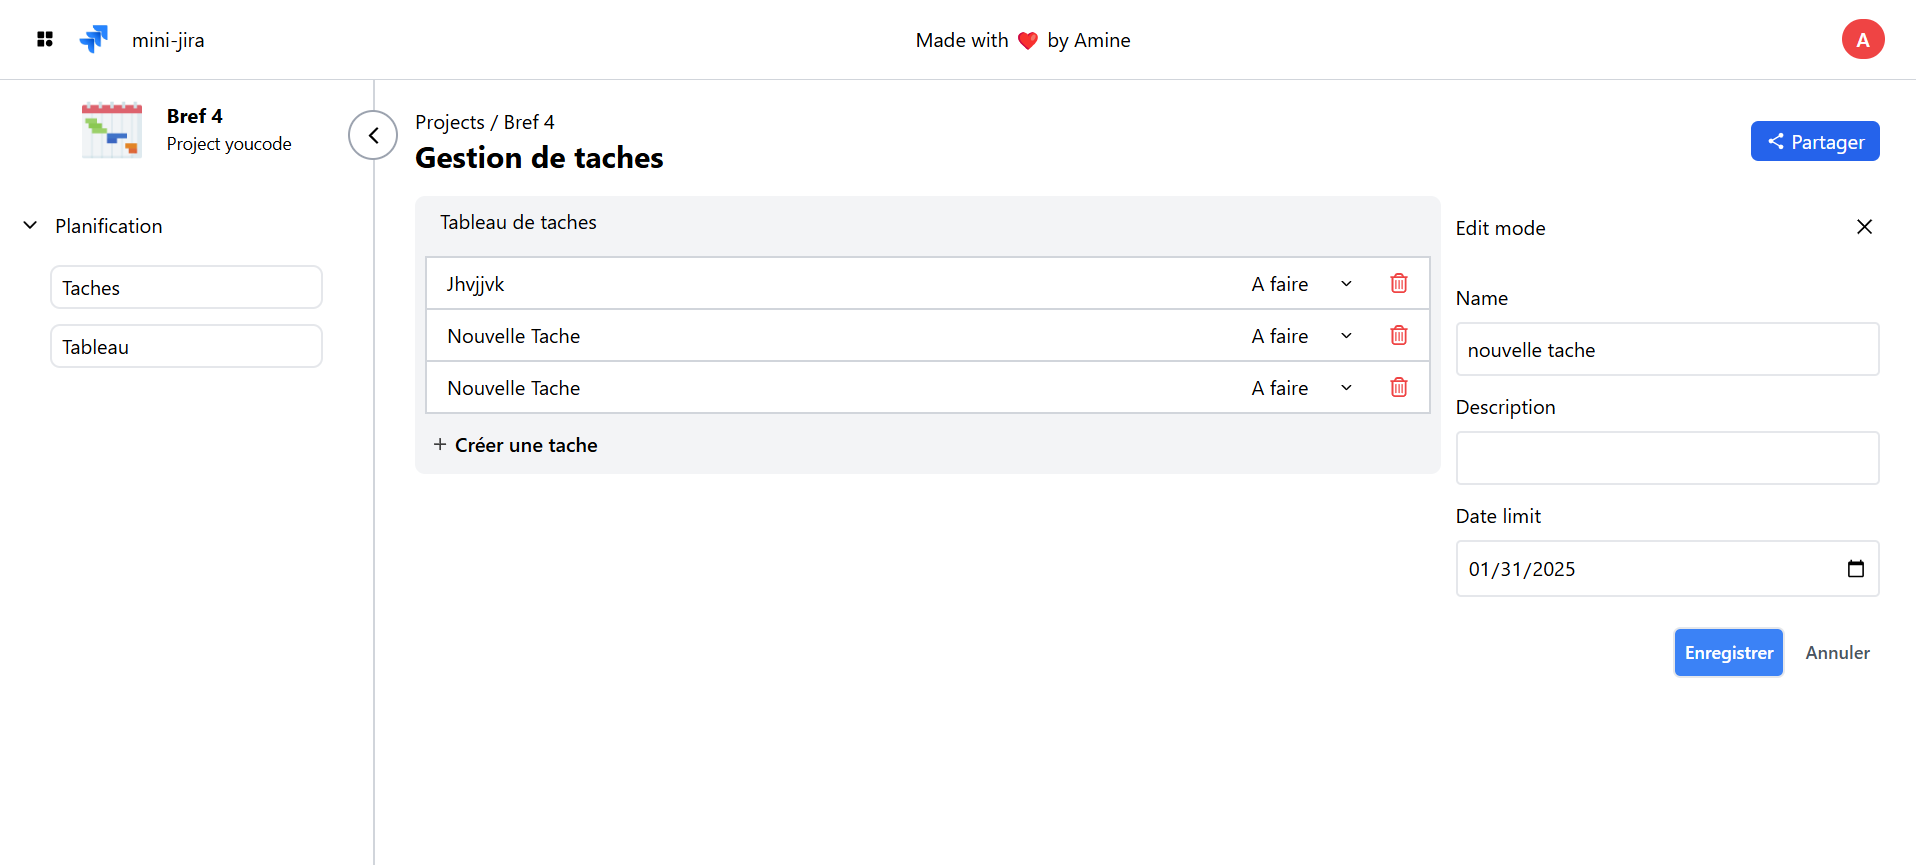 mini-jira
Made with ❤️ by Amine
A
Bref 4
Project youcode
Planification
Taches
Tableau
Projects / Bref 4
Gestion de taches
Partager
Tableau de taches
Jhvjjvk A faire
Nouvelle Tache A faire
Nouvelle Tache A faire
+ Créer une tache
Edit mode
Name
nouvelle tache
Description
Date limit
01/31/2025
Enregistrer Annuler